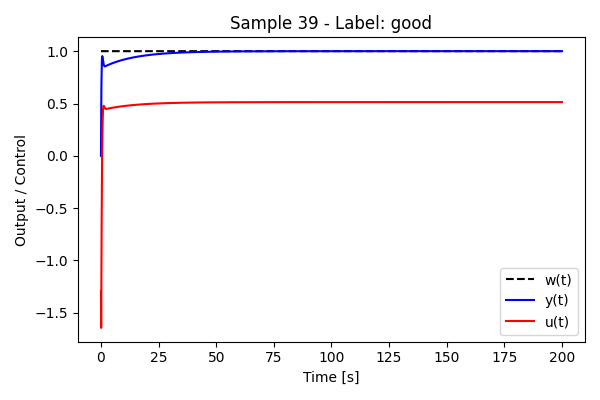 Sample 39 - Label: good
Output / Control
1.0
0.5
0.0
−0.5
−1.0
−1.5
w(t)
y(t)
u(t)
0 25 50 75 100 125 150 175 200
Time [s]